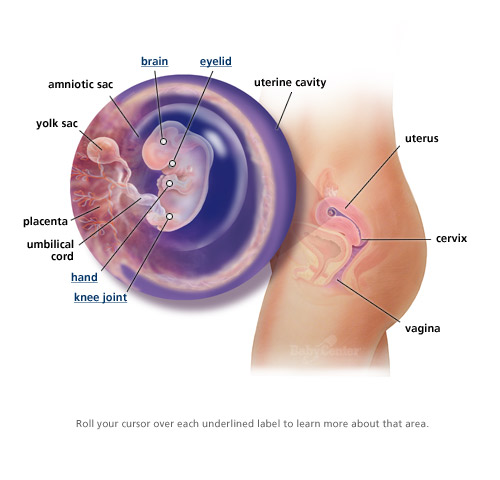 brain
eyelid
amniotic sac
uterine cavity
yolk sac
uterus
placenta
umbilical
cord
cervix
hand
knee joint
vagina
BabyCenter
Roll your cursor over each underlined label to learn more about that area.